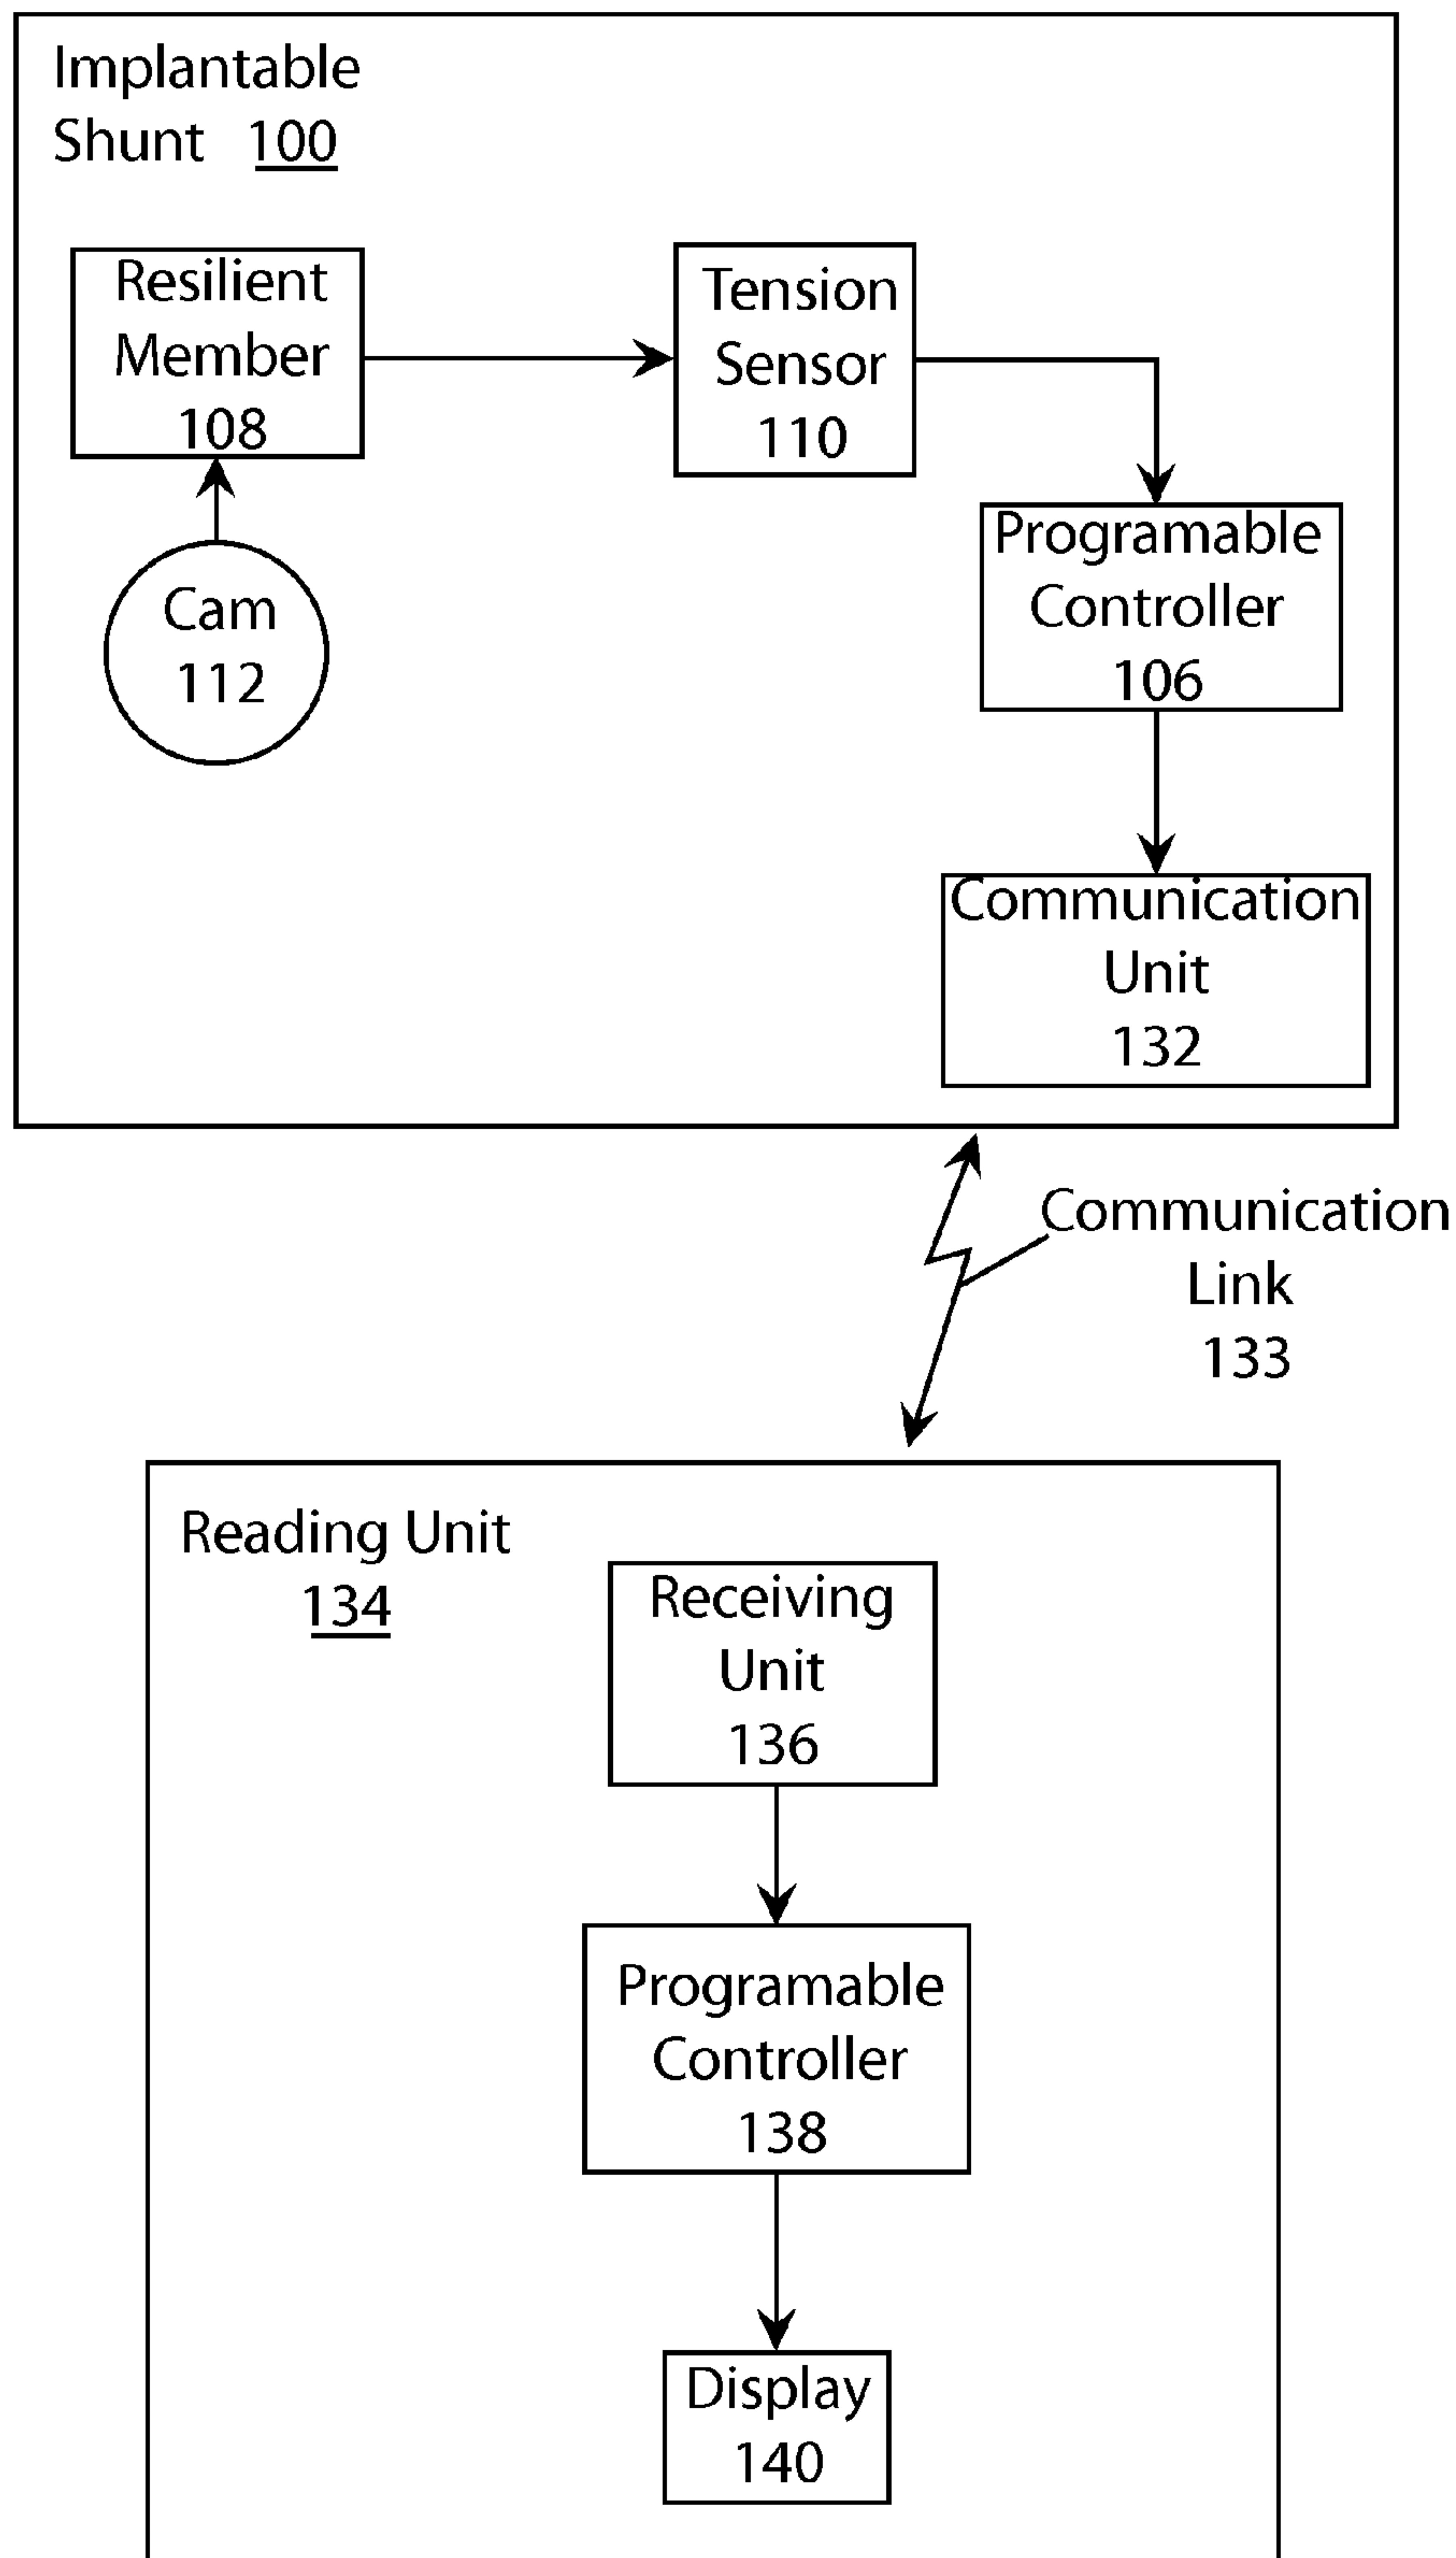 Implantable
Shunt 100
Resilient
Member
108
Tension
Sensor
110
Cam
112
Programable
Controller
106
Communication
Unit
132
Communication
Link
133
Reading Unit
134
Receiving
Unit
136
Programable
Controller
138
Display
140